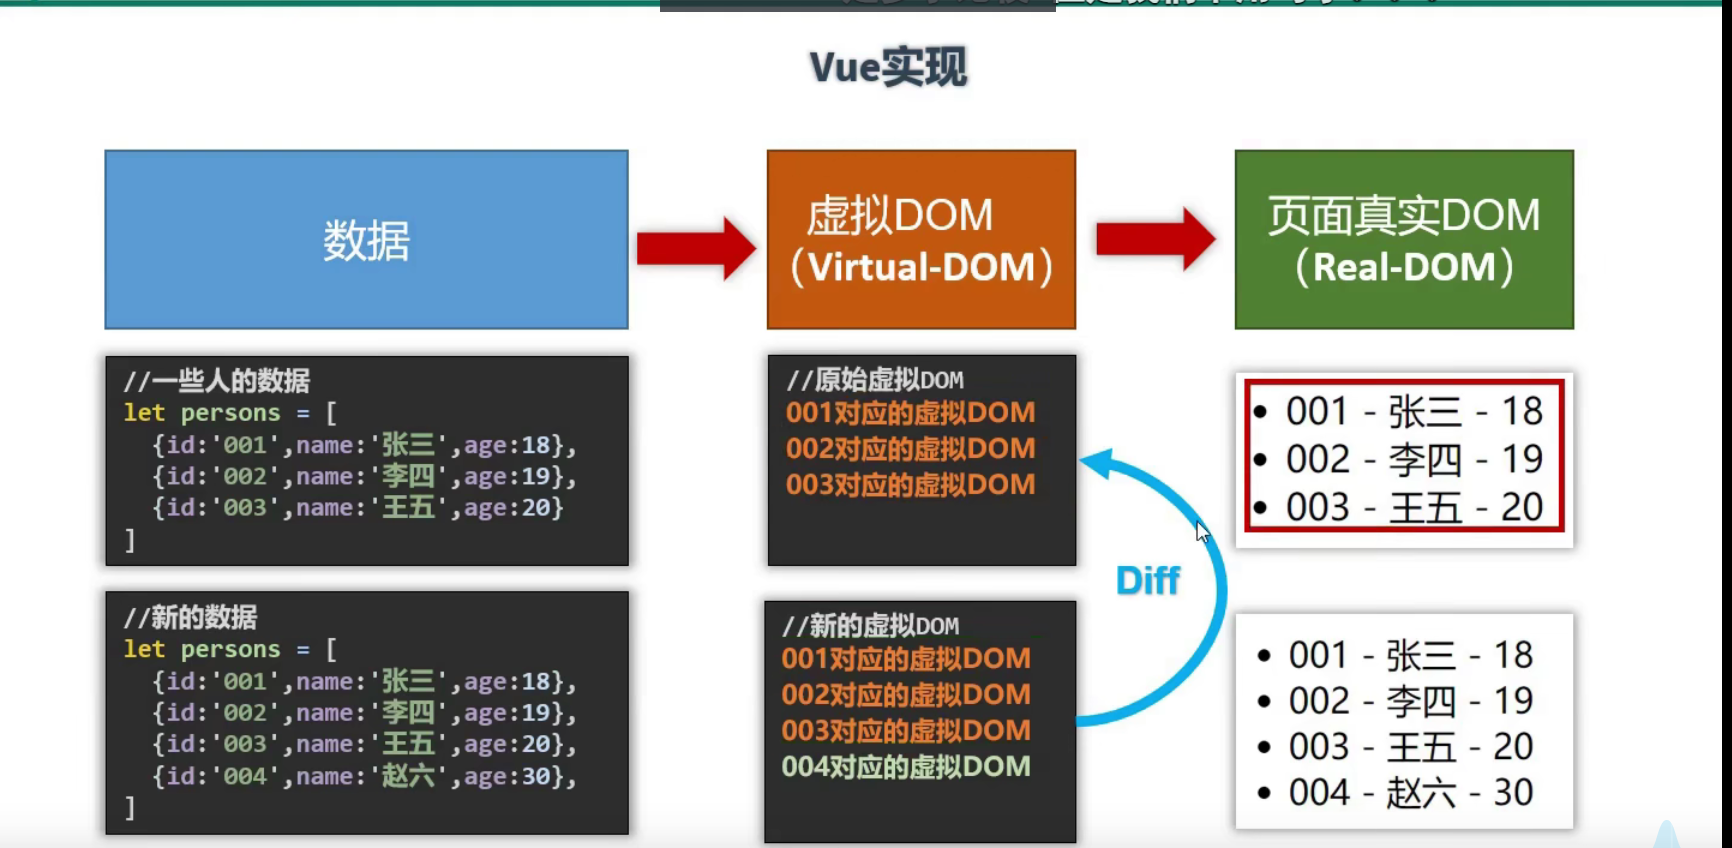 Vue实现
数据
虚拟DOM
（Virtual-DOM）
页面真实DOM
（Real-DOM）
//一些人的数据
let persons = [
{id:'001',name:'张三',age:18},
{id:'002',name:'李四',age:19},
{id:'003',name:'王五',age:20}
]
//原始虚拟DOM
001对应的虚拟DOM
002对应的虚拟DOM
003对应的虚拟DOM
001 - 张三 - 18
002 - 李四 - 19
003 - 王五 - 20
Diff
//新的数据
let persons = [
{id:'001',name:'张三',age:18},
{id:'002',name:'李四',age:19},
{id:'003',name:'王五',age:20},
{id:'004',name:'赵六',age:30},
]
//新的虚拟DOM
001对应的虚拟DOM
002对应的虚拟DOM
003对应的虚拟DOM
004对应的虚拟DOM
001 - 张三 - 18
002 - 李四 - 19
003 - 王五 - 20
004 - 赵六 - 30